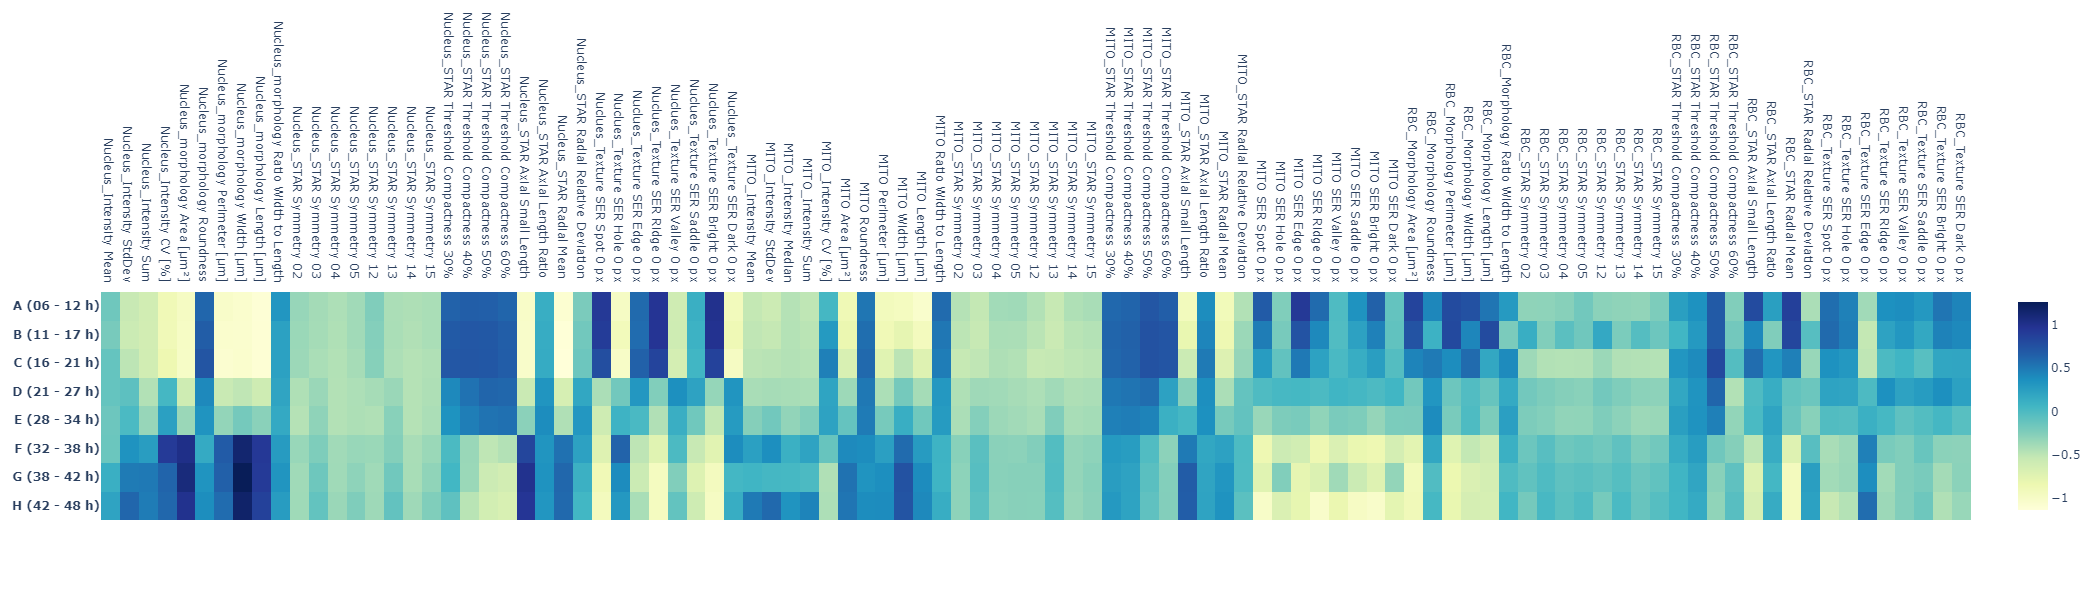 Nucleus_Intensity Mean
Nucleus_Intensity StdDev
Nucleus_Intensity Sum
Nucleus_Intensity CV [%]
Nucleus_morphology Area [µm²]
Nucleus_morphology Roundness
Nucleus_morphology Perimeter [µm]
Nucleus_morphology Width [µm]
Nucleus_morphology Length [µm]
Nucleus_morphology Ratio Width to Length
Nucleus_STAR Symmetry 02
Nucleus_STAR Symmetry 03
Nucleus_STAR Symmetry 04
Nucleus_STAR Symmetry 05
Nucleus_STAR Symmetry 12
Nucleus_STAR Symmetry 13
Nucleus_STAR Symmetry 14
Nucleus_STAR Symmetry 15
Nucleus_STAR Threshold Compactness 30%
Nucleus_STAR Threshold Compactness 40%
Nucleus_STAR Threshold Compactness 50%
Nucleus_STAR Threshold Compactness 60%
Nucleus_STAR Axial Small Length
Nucleus_STAR Axial Length Ratio
Nucleus_STAR Radial Mean
Nucleus_STAR Radial Relative Deviation
Nuclues_Texture SER Spot 0 px
Nuclues_Texture SER Hole 0 px
Nuclues_Texture SER Edge 0 px
Nuclues_Texture SER Ridge 0 px
Nuclues_Texture SER Valley 0 px
Nuclues_Texture SER Saddle 0 px
Nuclues_Texture SER Bright 0 px
Nuclues_Texture SER Dark 0 px
MITO_Intensity Mean
MITO_Intensity StdDev
MITO_Intensity Median
MITO_Intensity Sum
MITO_Intensity CV [%]
MITO Area [µm²]
MITO Roundness
MITO Perimeter [µm]
MITO Width [µm]
MITO Length [µm]
MITO Ratio Width to Length
MITO_STAR Symmetry 02
MITO_STAR Symmetry 03
MITO_STAR Symmetry 04
MITO_STAR Symmetry 05
MITO_STAR Symmetry 12
MITO_STAR Symmetry 13
MITO_STAR Symmetry 14
MITO_STAR Symmetry 15
MITO_STAR Threshold Compactness 30%
MITO_STAR Threshold Compactness 40%
MITO_STAR Threshold Compactness 50%
MITO_STAR Threshold Compactness 60%
MITO_STAR Axial Small Length
MITO_STAR Axial Length Ratio
MITO_STAR Radial Mean
MITO_STAR Radial Relative Deviation
MITO SER Spot 0 px
MITO SER Hole 0 px
MITO SER Edge 0 px
MITO SER Ridge 0 px
MITO SER Valley 0 px
MITO SER Saddle 0 px
MITO SER Bright 0 px
MITO SER Dark 0 px
RBC_Morphology Area [µm²]
RBC_Morphology Roundness
RBC_Morphology Perimeter [µm]
RBC_Morphology Width [µm]
RBC_Morphology Length [µm]
RBC_Morphology Ratio Width to Length
RBC_STAR Symmetry 02
RBC_STAR Symmetry 03
RBC_STAR Symmetry 04
RBC_STAR Symmetry 05
RBC_STAR Symmetry 12
RBC_STAR Symmetry 13
RBC_STAR Symmetry 14
RBC_STAR Symmetry 15
RBC_STAR Threshold Compactness 30%
RBC_STAR Threshold Compactness 40%
RBC_STAR Threshold Compactness 50%
RBC_STAR Threshold Compactness 60%
RBC_STAR Axial Small Length
RBC_STAR Axial Length Ratio
RBC_STAR Radial Mean
RBC_STAR Radial Relative Deviation
RBC_Texture SER Spot 0 px
RBC_Texture SER Hole 0 px
RBC_Texture SER Edge 0 px
RBC_Texture SER Ridge 0 px
RBC_Texture SER Valley 0 px
RBC_Texture SER Saddle 0 px
RBC_Texture SER Bright 0 px
RBC_Texture SER Dark 0 px
A (06 - 12 h)
B (11 - 17 h)
C (16 - 21 h)
D (21 - 27 h)
E (28 - 34 h)
F (32 - 38 h)
G (38 - 42 h)
H (42 - 48 h)
1
0.5
0
−0.5
−1